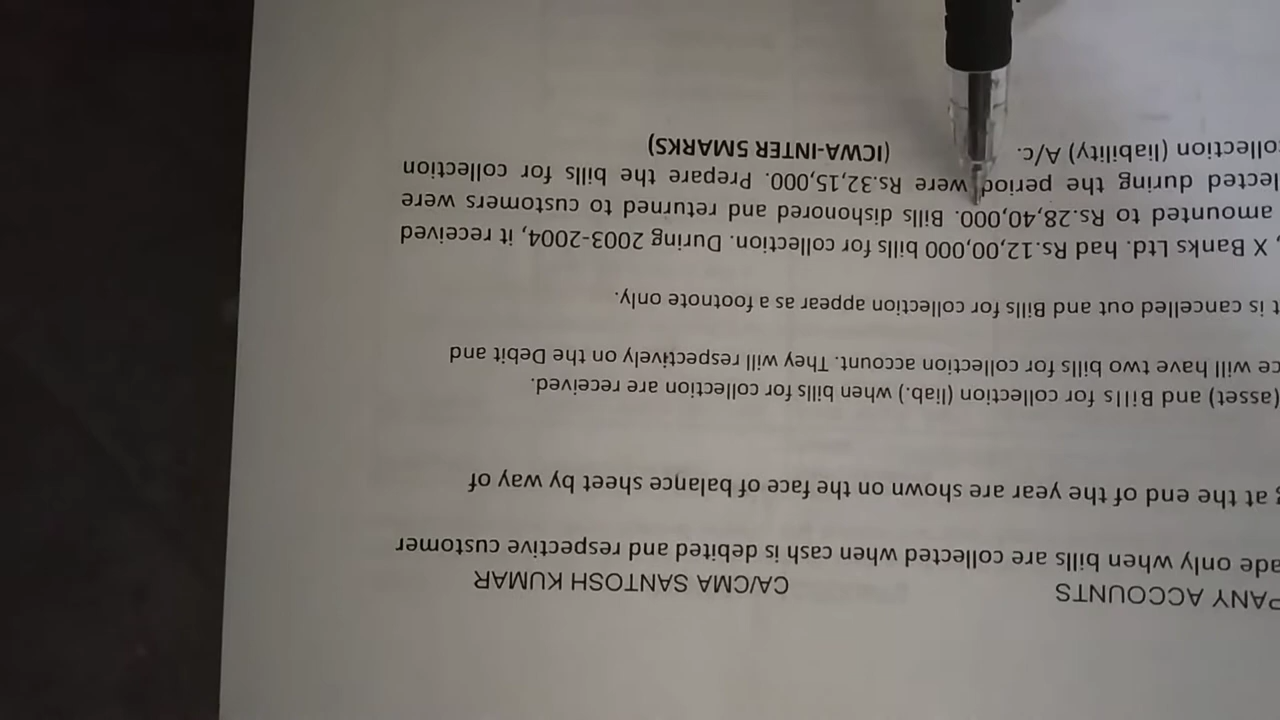 PANY ACCOUNTS CA/CMA SANTOSH KUMAR
ade only when bills are collected when cash is debited and respective customer
at the end of the year are shown on the face of balance sheet by way of
(asset) and Bills for collection (liab.) when bills for collection are received.
ce will have two bills for collection account. They will respectively on the Debit and
t is cancelled out and Bills for collection appear as a footnote only.
, X Banks Ltd. had Rs.12,00,000 bills for collection. During 2003-2004, it received
amounted to Rs.28,40,000. Bills dishonored and returned to customers were
lected during the period were Rs.32,15,000. Prepare the bills for collection
collection (liability) A/c. (ICWA-INTER 5MARKS)